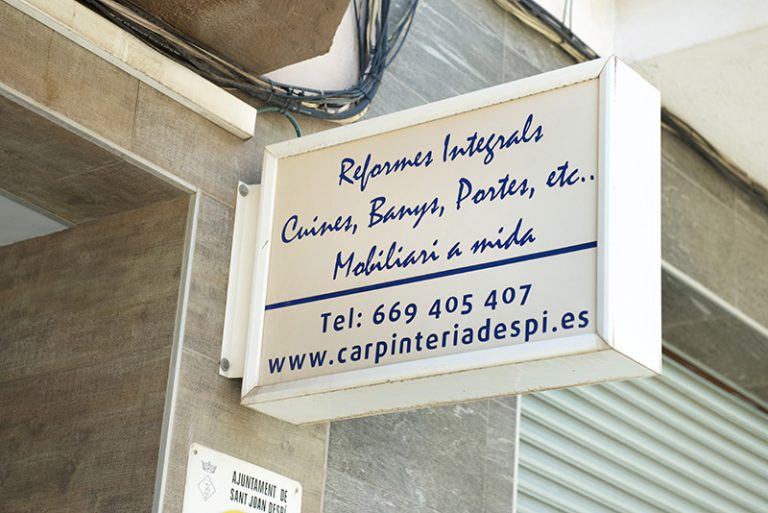 Reformes Integrals
Cuines, Banys, Portes, etc..
Mobiliari a mida
Tel: 669 405 407
www.carpinteriadespi.es
AJUNTAMENT DE
SANT JOAN DESPÍ